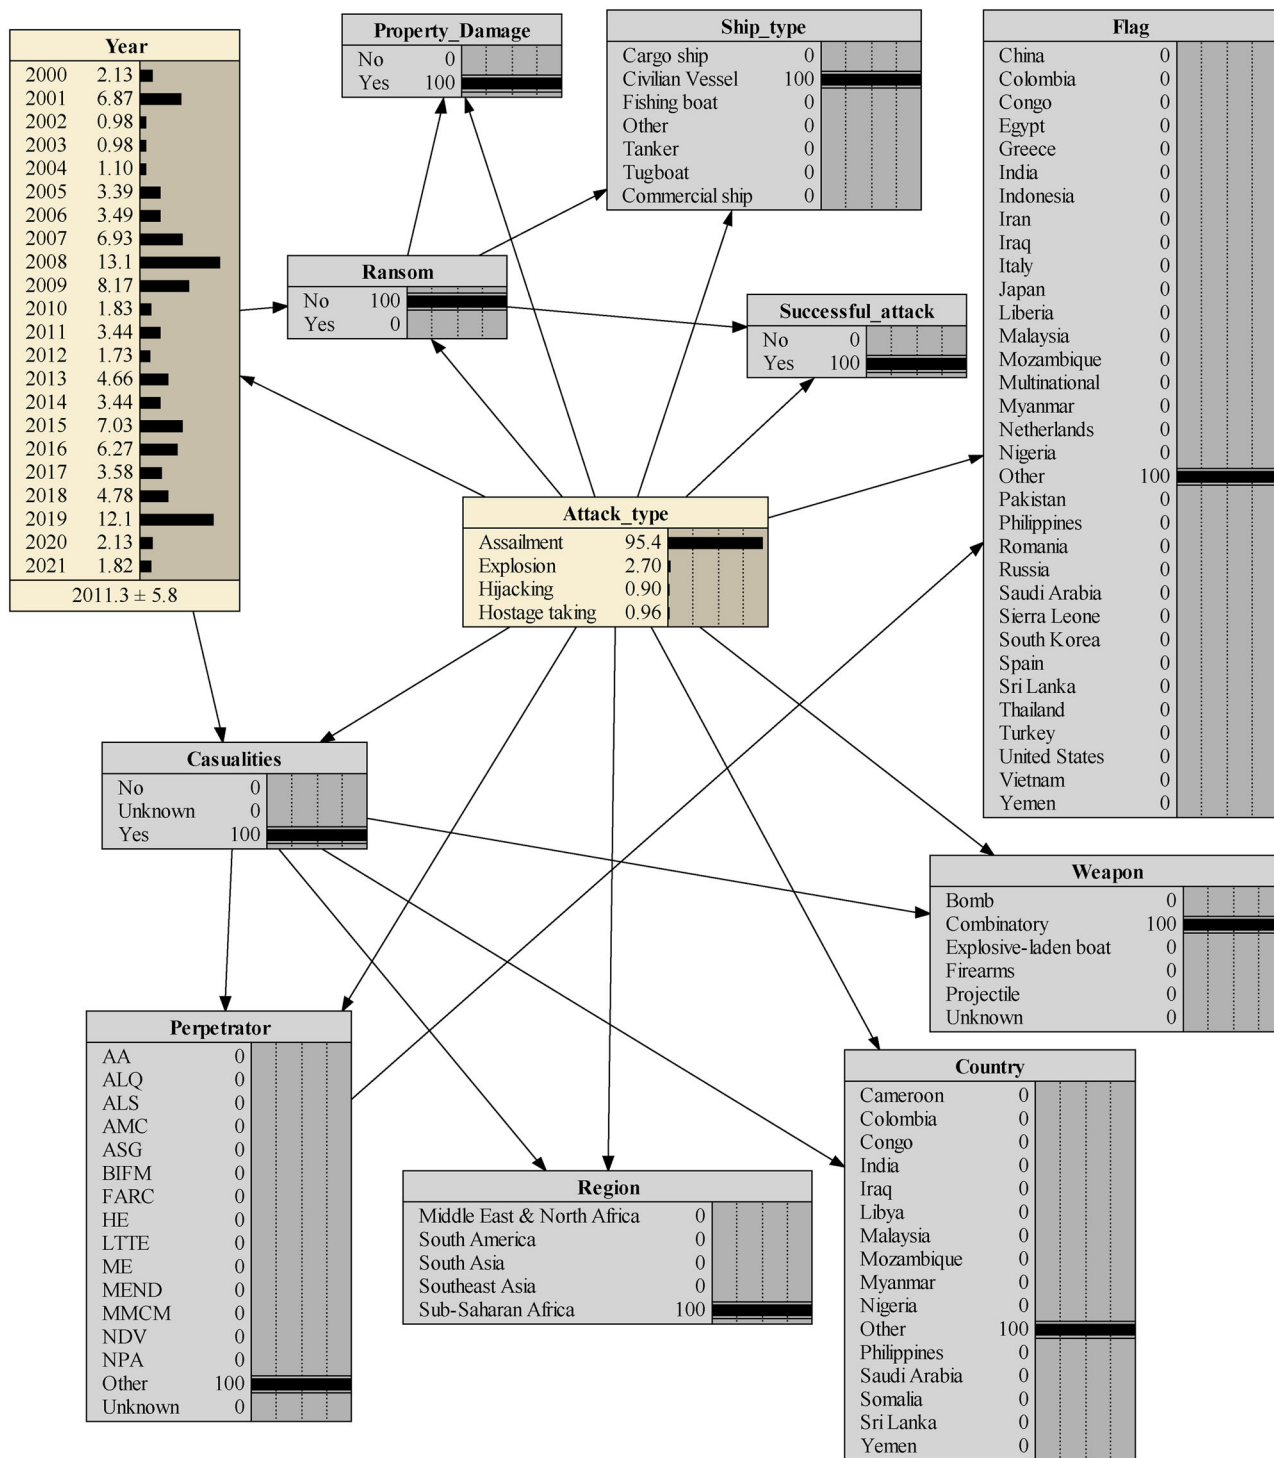 Year
2000 2.13
2001 6.87
2002 0.98
2003 0.98
2004 1.10
2005 3.39
2006 3.49
2007 6.93
2008 13.1
2009 8.17
2010 1.83
2011 3.44
2012 1.73
2013 4.66
2014 3.44
2015 7.03
2016 6.27
2017 3.58
2018 4.78
2019 12.1
2020 2.13
2021 1.82
2011.3 ± 5.8
Property_Damage
No 0
Yes 100
Ship_type
Cargo ship 0
Civilian Vessel 100
Fishing boat 0
Other 0
Tanker 0
Tugboat 0
Commercial ship 0
Flag
China 0
Colombia 0
Congo 0
Egypt 0
Greece 0
India 0
Indonesia 0
Iran 0
Iraq 0
Italy 0
Japan 0
Liberia 0
Malaysia 0
Mozambique 0
Multinational 0
Myanmar 0
Netherlands 0
Nigeria 0
Other 100
Pakistan 0
Philippines 0
Romania 0
Russia 0
Saudi Arabia 0
Sierra Leone 0
South Korea 0
Spain 0
Sri Lanka 0
Thailand 0
Turkey 0
United States 0
Vietnam 0
Yemen 0
Ransom
No 100
Yes 0
Successful_attack
No 0
Yes 100
Attack_type
Assailment 95.4
Explosion 2.70
Hijacking 0.90
Hostage taking 0.96
Casualities
No 0
Unknown 0
Yes 100
Weapon
Bomb 0
Combinatory 100
Explosive-laden boat 0
Firearms 0
Projectile 0
Unknown 0
Perpetrator
AA 0
ALQ 0
ALS 0
AMC 0
ASG 0
BIFM 0
FARC 0
HE 0
LTTE 0
ME 0
MEND 0
MMCM 0
NDV 0
NPA 0
Other 100
Unknown 0
Region
Middle East & North Africa 0
South America 0
South Asia 0
Southeast Asia 0
Sub-Saharan Africa 100
Country
Cameroon 0
Colombia 0
Congo 0
India 0
Iraq 0
Libya 0
Malaysia 0
Mozambique 0
Myanmar 0
Nigeria 0
Other 100
Philippines 0
Saudi Arabia 0
Somalia 0
Sri Lanka 0
Yemen 0